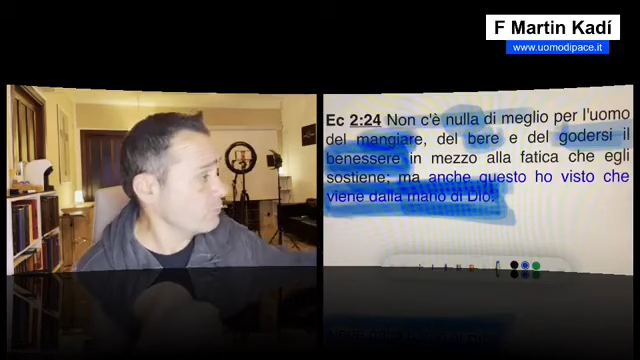 F Martin Kadí
www.uomodipace.it
Ec 2:24 Non c'è nulla di meglio per l'uomo
del mangiare, del bere e del godersi il
benessere in mezzo alla fatica che egli
sostiene; ma anche questo ho visto che
viene dalla mano di Dio.